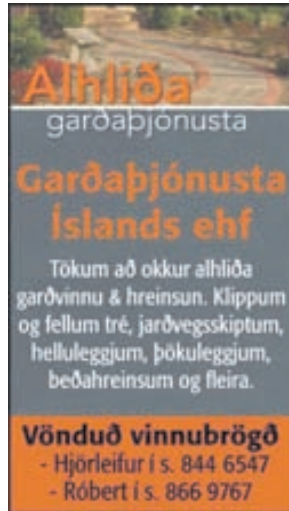 Alhliða
garðaþjónusta
Garðaþjónusta
Íslands ehf
Tökum að okkur alhliða
garðvinnu & hreinsun. Klippum
og fellum tré, jarðvegsskiptum,
helluleggjum, þökuleggjum,
beðahreinsum og fleira.
Vönduð vinnubrögð
- Hjörleifur í s. 844 6547
- Róbert í s. 866 9767